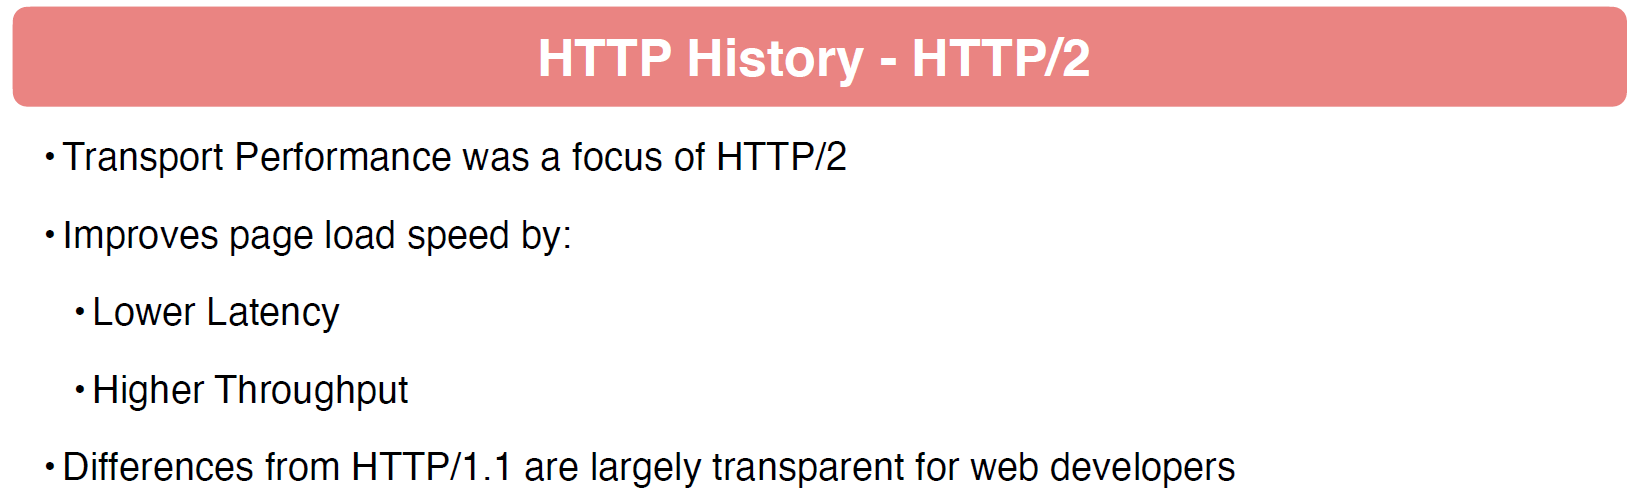 HTTP History - HTTP/2
• Transport Performance was a focus of HTTP/2
• Improves page load speed by:
• Lower Latency
• Higher Throughput
• Differences from HTTP/1.1 are largely transparent for web developers